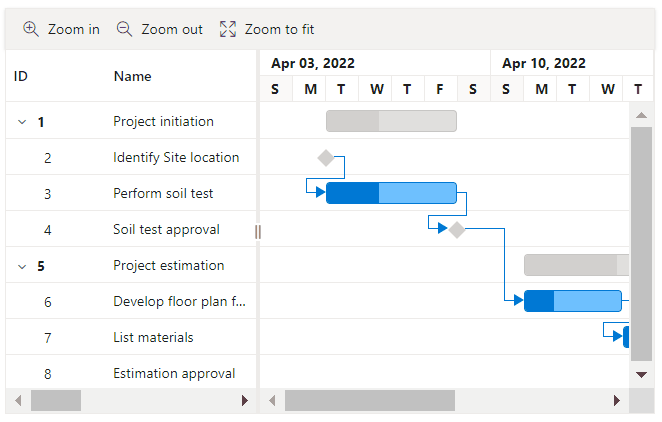 Zoom in Zoom out Zoom to fit
ID Name Apr 03, 2022 Apr 10, 2022
S M T W T F S S M T W T
1 Project initiation
2 Identify Site location
3 Perform soil test
4 Soil test approval
5 Project estimation
6 Develop floor plan f...
7 List materials
8 Estimation approval